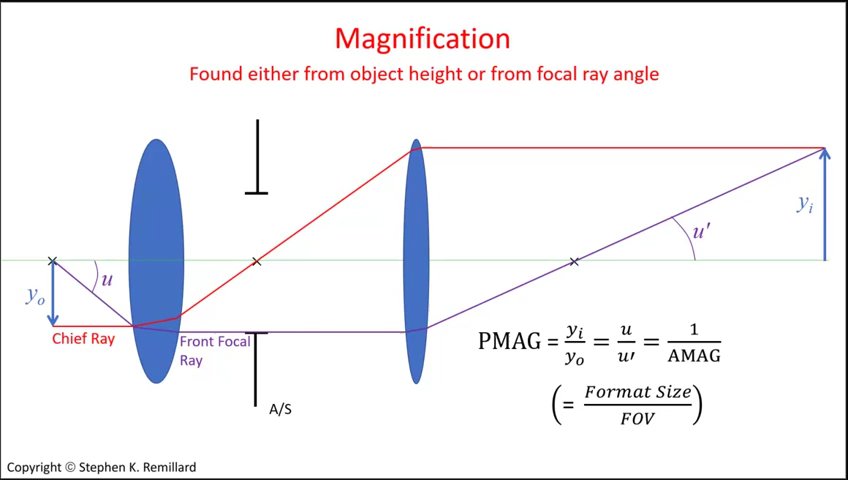 Magnification
Found either from object height or from focal ray angle
y_i
u'
u
y_o
Chief Ray
Front Focal
Ray
A/S
PMAG = y_i/y_o = u/u′ = 1/AMAG
(= Format Size/FOV)
Copyright © Stephen K. Remillard